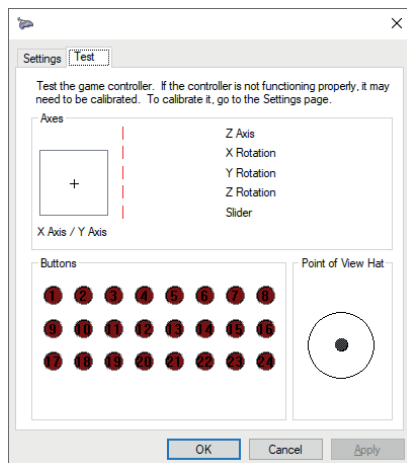 Settings Test
Test the game controller. If the controller is not functioning properly, it may
need to be calibrated. To calibrate it, go to the Settings page.
Axes
Z Axis
X Rotation
Y Rotation
Z Rotation
Slider
X Axis / Y Axis
Buttons
1 2 3 4 5 6 7 8
9 10 11 12 13 14 15 16
17 18 19 20 21 22 23 24
Point of View Hat
OK Cancel Apply